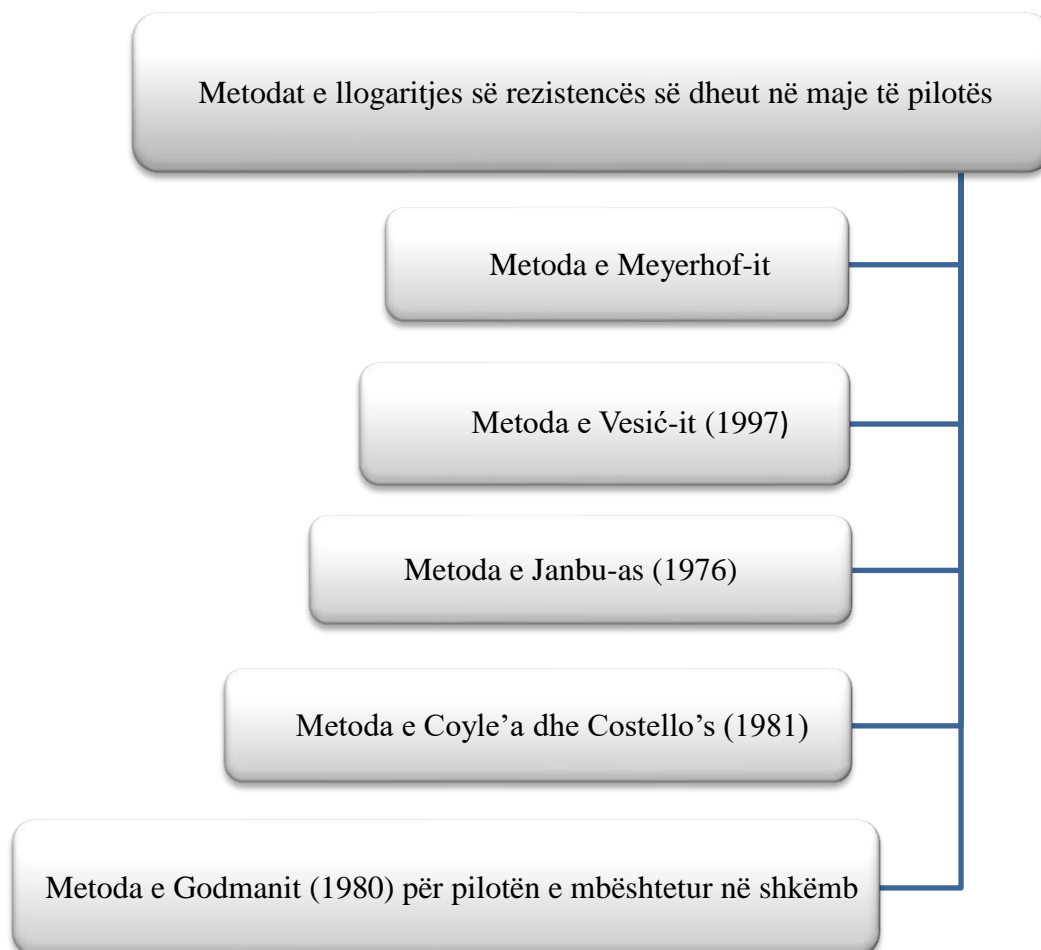 Metodat e llogaritjes së rezistencës së dheut në maje të pilotës
Metoda e Meyerhof-it
Metoda e Vesić-it (1997)
Metoda e Janbu-as (1976)
Metoda e Coyle’a dhe Costello’s (1981)
Metoda e Godmanit (1980) për pilotën e mbështetur në shkëmb